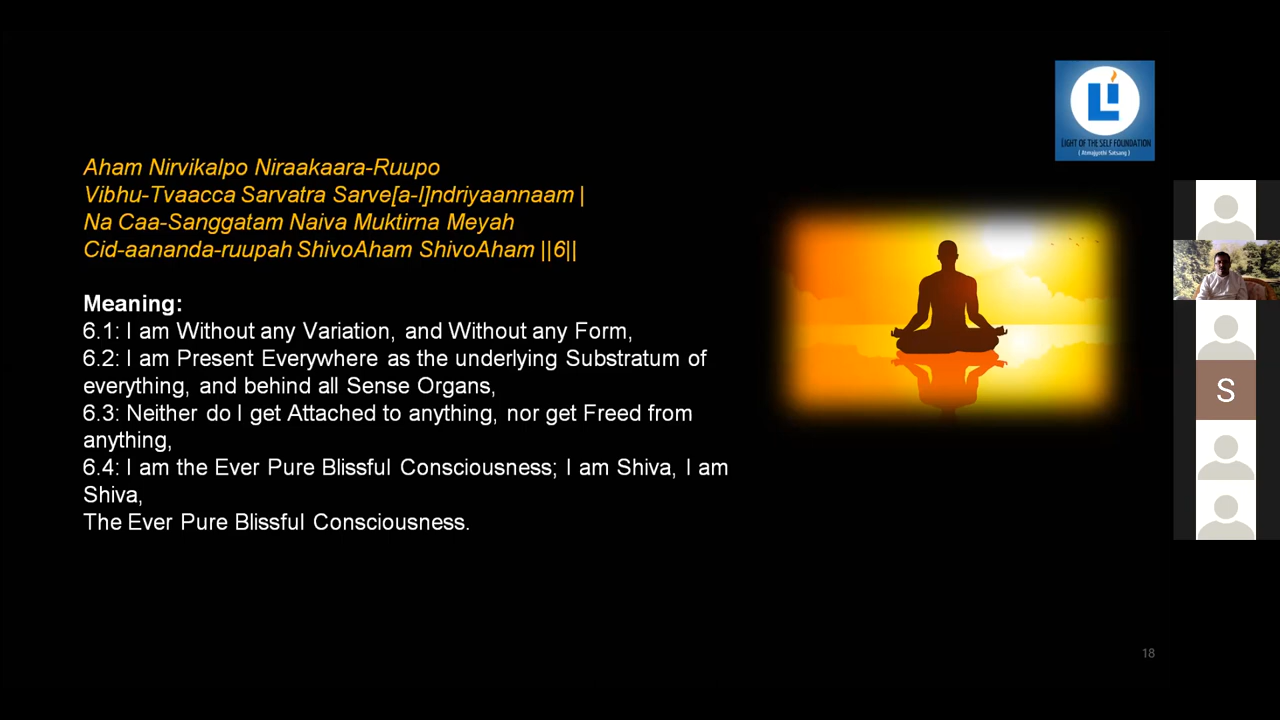 LIGHT OF THE SELF FOUNDATION
( Atmajyothi Satsang )
Aham Nirvikalpo Niraakaara-Ruupo
Vibhu-Tvaacca Sarvatra Sarve[a-I]ndriyaannaam |
Na Caa-Sanggatam Naiva Muktirna Meyah
Cid-aananda-ruupah ShivoAham ShivoAham ||6||
Meaning:
6.1: I am Without any Variation, and Without any Form,
6.2: I am Present Everywhere as the underlying Substratum of
everything, and behind all Sense Organs,
6.3: Neither do I get Attached to anything, nor get Freed from
anything,
6.4: I am the Ever Pure Blissful Consciousness; I am Shiva, I am
Shiva,
The Ever Pure Blissful Consciousness.
S
18